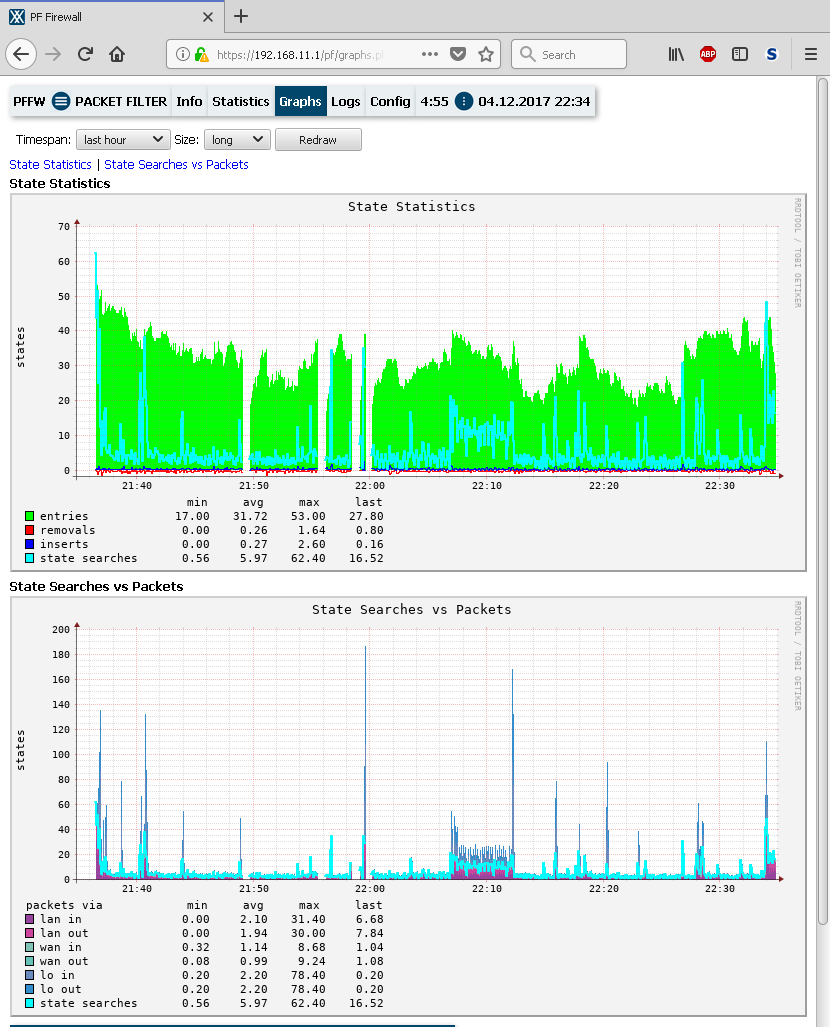 PF Firewall
https://192.168.11.1/pf/graphs.p
Search
ABP
S
PFFW PACKET FILTER Info Statistics Graphs Logs Config 4:55 04.12.2017 22:34
Timespan: last hour Size: long Redraw
State Statistics | State Searches vs Packets
State Statistics
State Statistics
RRDTOOL / TOBI OETIKER
states
70
60
50
40
30
20
10
0
21:40 21:50 22:00 22:10 22:20 22:30
min avg max last
entries 17.00 31.72 53.00 27.80
removals 0.00 0.26 1.64 0.80
inserts 0.00 0.27 2.60 0.16
state searches 0.56 5.97 62.40 16.52
State Searches vs Packets
State Searches vs Packets
RRDTOOL / TOBI OETIKER
states
200
180
160
140
120
100
80
60
40
20
0
21:40 21:50 22:00 22:10 22:20 22:30
packets via min avg max last
lan in 0.00 2.10 31.40 6.68
lan out 0.00 1.94 30.00 7.84
wan in 0.32 1.14 8.68 1.04
wan out 0.08 0.99 9.24 1.08
lo in 0.20 2.20 78.40 0.20
lo out 0.20 2.20 78.40 0.20
state searches 0.56 5.97 62.40 16.52